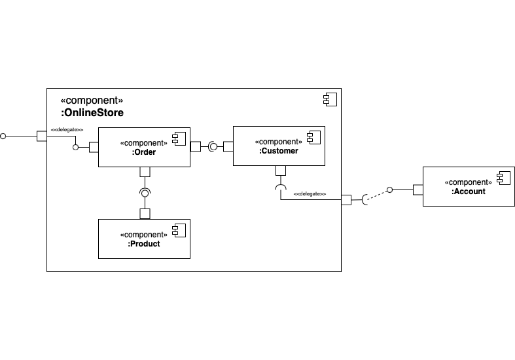 «component»
:OnlineStore
«delegate»
«component»
:Order
«component»
:Customer
«component»
:Account
«delegate»
«component»
:Product